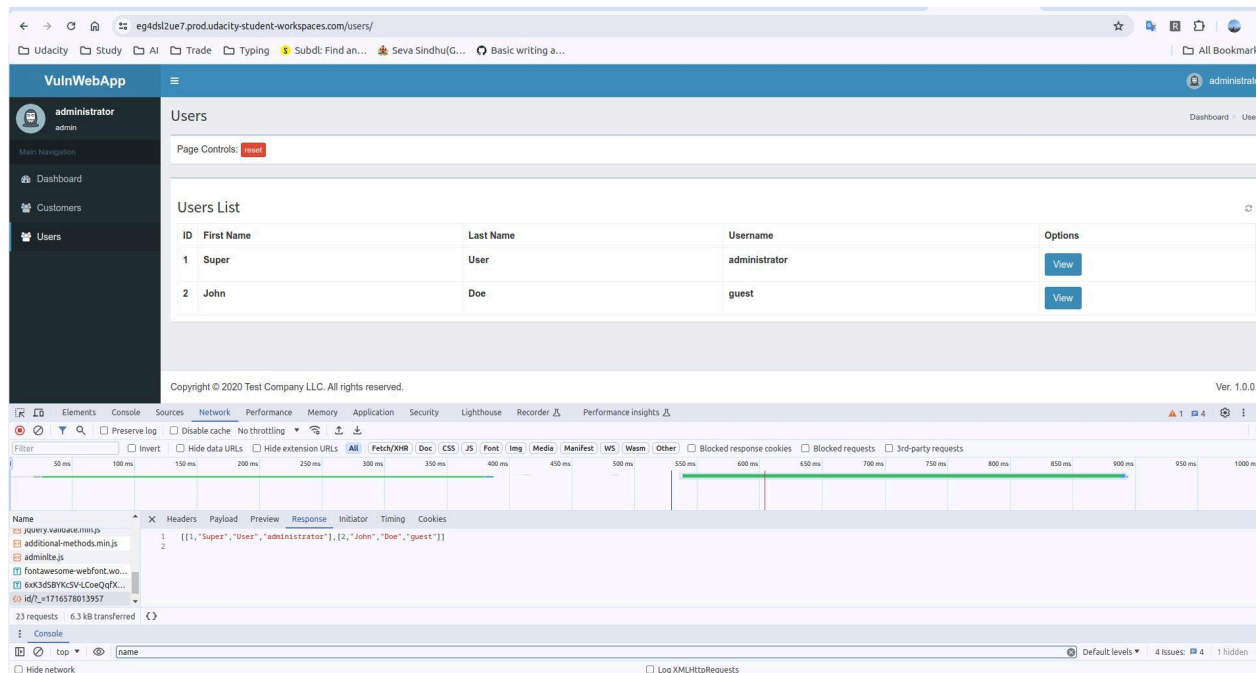 eg4dsl2ue7.prod.udacity-student-workspaces.com/users/
Udacity Study AI Trade Typing Subdl: Find an... Seva Sindhu(G... Basic writing a... All Bookmark
VulnWebApp administrat
administrator
admin
Users Dashboard > Use
Main Navigation
Page Controls: reset
Dashboard
Customers
Users
Users List
ID First Name Last Name Username Options
1 Super User administrator View
2 John Doe guest View
Copyright © 2020 Test Company LLC. All rights reserved. Ver. 1.0.0
Elements Console Sources Network Performance Memory Application Security Lighthouse Recorder Performance insights 1 4
Preserve log Disable cache No throttling
Filter Invert Hide data URLs Hide extension URLs All Fetch/XHR Doc CSS JS Font Img Media Manifest WS Wasm Other Blocked response cookies Blocked requests 3rd-party requests
50 ms 100 ms 150 ms 200 ms 250 ms 300 ms 350 ms 400 ms 450 ms 500 ms 550 ms 600 ms 650 ms 700 ms 750 ms 800 ms 850 ms 900 ms 950 ms 1000 m
Name Headers Payload Preview Response Initiator Timing Cookies
jquery.validate.min.js
additional-methods.min.js
adminlte.js
fontawesome-webfont.wo...
6xK3dSBYKcSV-LCoeQqfX...
id/?_=1716578013957
1 [[1,"Super","User","administrator"],[2,"John","Doe","guest"]]
2
23 requests 6.3 kB transferred { }
Console
top name Default levels 4 Issues: 4 1 hidden
Hide network Log XMLHttpRequests